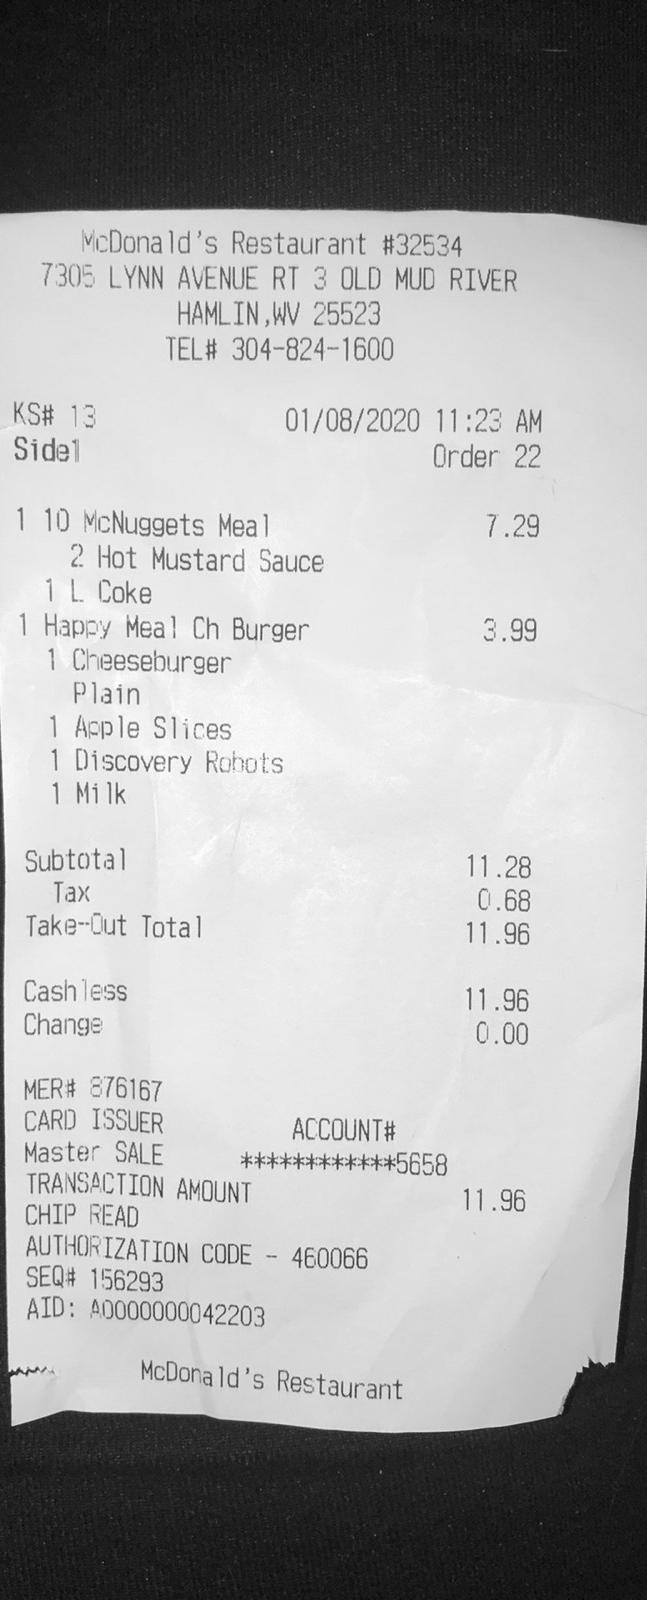 McDonald's Restaurant #32534
7305 LYNN AVENUE RT 3 OLD MUD RIVER
HAMLIN,WV 25523
TEL# 304-824-1600
KS# 13 01/08/2020 11:23 AM
Side1 Order 22
1 10 McNuggets Meal 7.29
2 Hot Mustard Sauce
1 L Coke
1 Happy Meal Ch Burger 3.99
1 Cheeseburger
Plain
1 Apple Slices
1 Discovery Robots
1 Milk
Subtotal 11.28
Tax 0.68
Take-Out Total 11.96
Cashless 11.96
Change 0.00
MER# 876167
CARD ISSUER ACCOUNT#
Master SALE ************5658
TRANSACTION AMOUNT 11.96
CHIP READ
AUTHORIZATION CODE - 460066
SEQ# 156293
AID: A0000000042203
McDonald's Restaurant